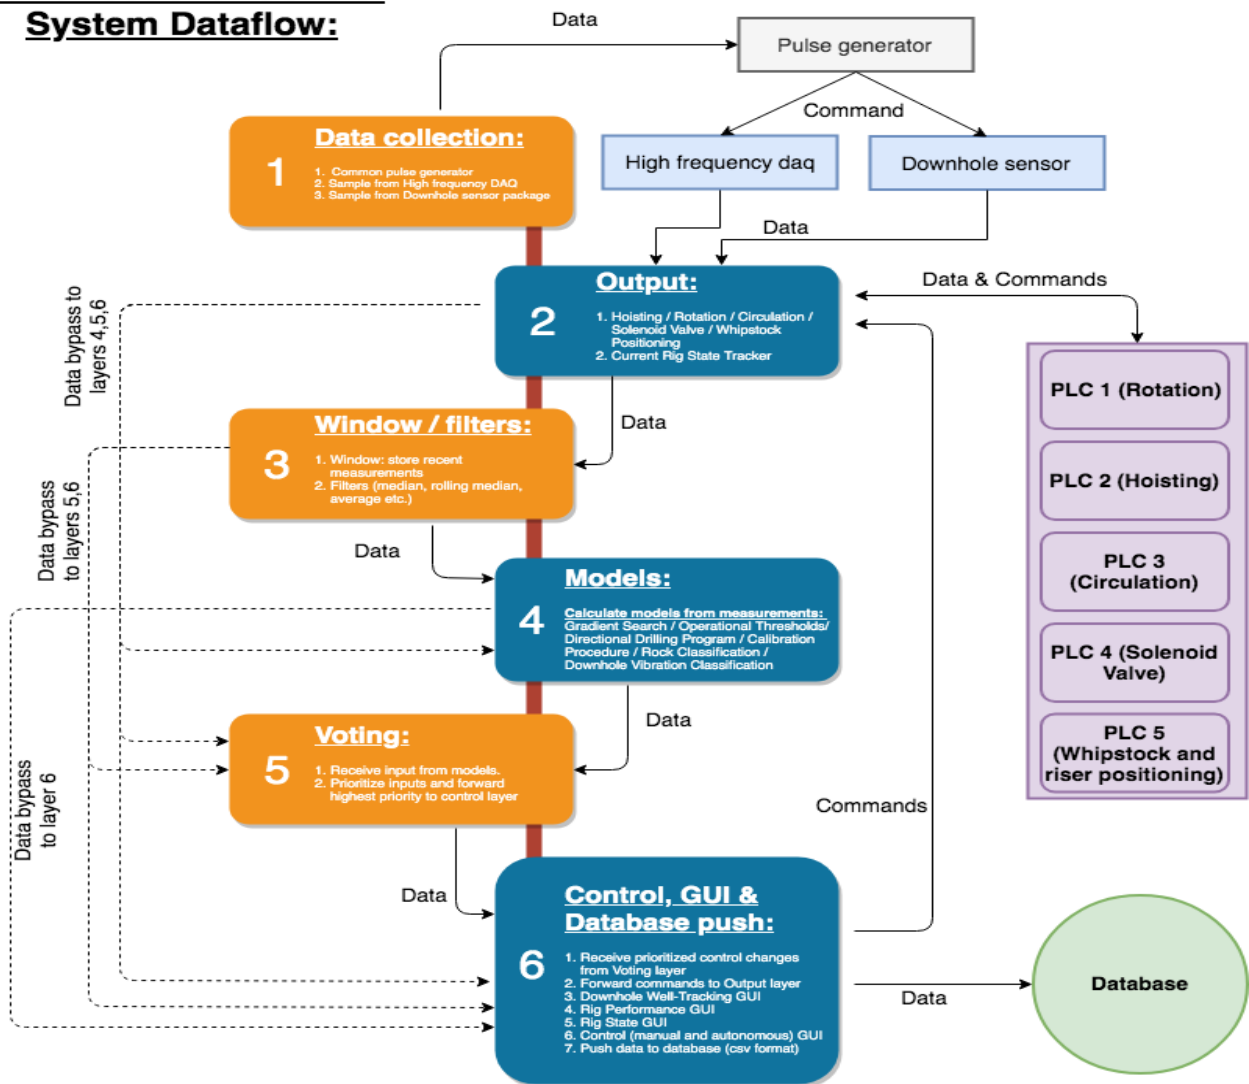 System Dataflow:
Data
Pulse generator
Command
High frequency daq
Downhole sensor
Data
1
Data collection:
1. Common pulse generator
2. Sample from High frequency DAQ
3. Sample from Downhole sensor package
Data bypass to
layers 4,5,6
2
Output:
1. Hoisting / Rotation / Circulation /
Solenoid Valve / Whipstock
Positioning
2. Current Rig State Tracker
Data & Commands
PLC 1 (Rotation)
PLC 2 (Hoisting)
PLC 3
(Circulation)
PLC 4 (Solenoid
Valve)
PLC 5
(Whipstock and
riser positioning)
Data
3
Window / filters:
1. Window: store recent
measurements
2. Filters (median, rolling median,
average etc.)
Data bypass
to layers 5,6
Data
4
Models:
Calculate models from measurements:
Gradient Search / Operational Thresholds/
Directional Drilling Program / Calibration
Procedure / Rock Classification /
Downhole Vibration Classification
Data
5
Voting:
1. Receive input from models.
2. Prioritize inputs and forward
highest priority to control layer
Data bypass
to layer 6
Commands
Data
6
Control, GUI &
Database push:
1. Receive prioritized control changes
from Voting layer
2. Forward commands to Output layer
3. Downhole Well-Tracking GUI
4. Rig Performance GUI
5. Rig State GUI
6. Control (manual and autonomous) GUI
7. Push data to database (csv format)
Data
Database